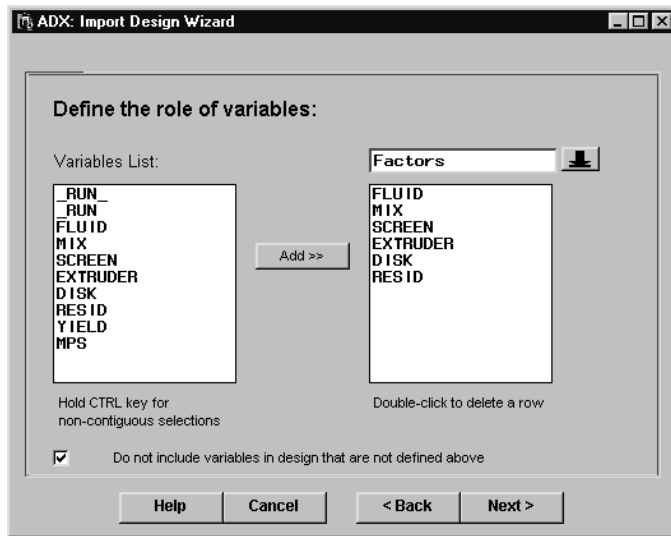 ADX: Import Design Wizard
Define the role of variables:
Variables List:
Factors
_RUN_
_RUN
FLUID
MIX
SCREEN
EXTRUDER
DISK
RESID
YIELD
MPS
Add >>
FLUID
MIX
SCREEN
EXTRUDER
DISK
RESID
Hold CTRL key for
non-contiguous selections
Double-click to delete a row
Do not include variables in design that are not defined above
Help
Cancel
< Back
Next >